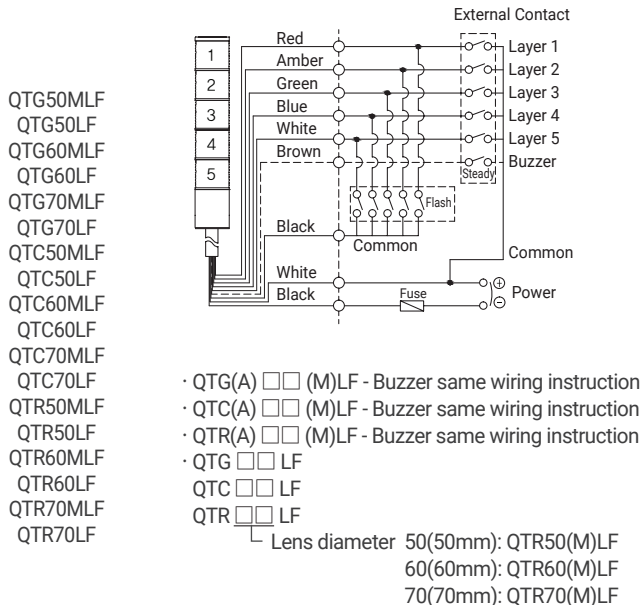 QTG50MLF
QTG50LF
QTG60MLF
QTG60LF
QTG70MLF
QTG70LF
QTC50MLF
QTC50LF
QTC60MLF
QTC60LF
QTC70MLF
QTC70LF
QTR50MLF
QTR50LF
QTR60MLF
QTR60LF
QTR70MLF
QTR70LF
External Contact
1
2
3
4
5
Red
Amber
Green
Blue
White
Brown
Layer 1
Layer 2
Layer 3
Layer 4
Layer 5
Buzzer
Steady
Flash
Black
Common
Common
White
Black
Fuse
⊕
⊖
Power
· QTG(A) □□ (M)LF - Buzzer same wiring instruction
· QTC(A) □□ (M)LF - Buzzer same wiring instruction
· QTR(A) □□ (M)LF - Buzzer same wiring instruction
· QTG □□ LF
QTC □□ LF
QTR □□ LF
Lens diameter 50(50mm): QTR50(M)LF
60(60mm): QTR60(M)LF
70(70mm): QTR70(M)LF